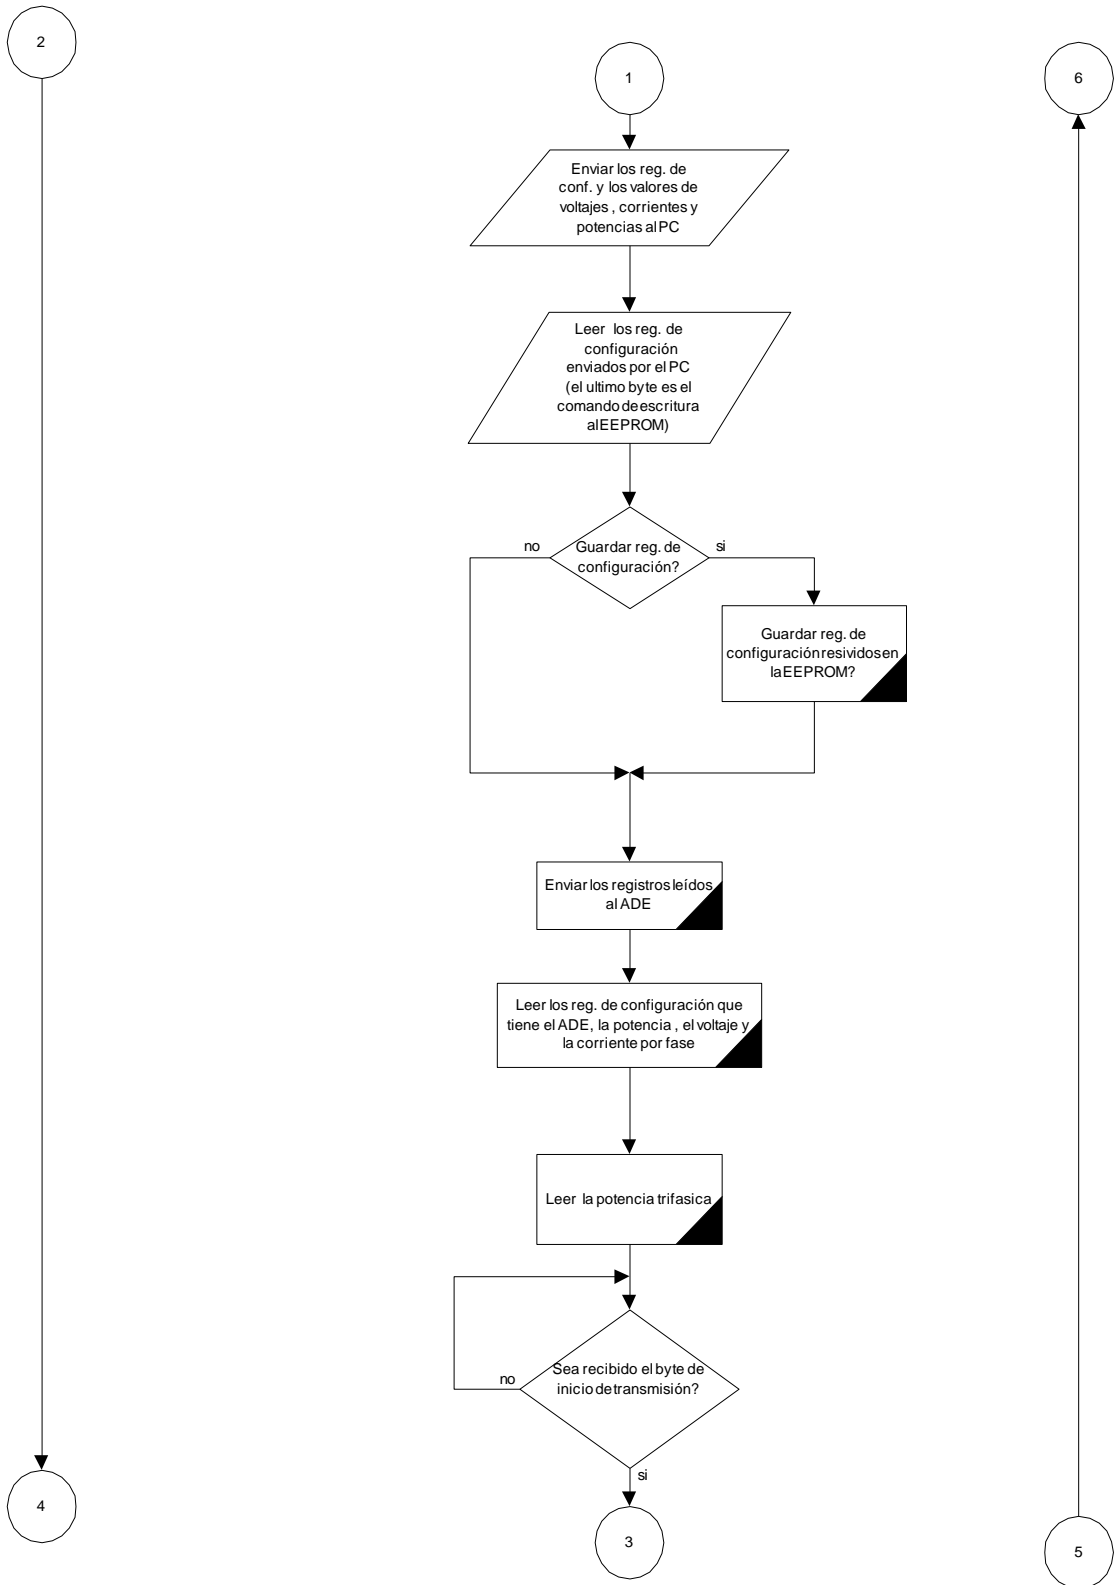 2
1
6
Enviar los reg. de
conf. y los valores de
voltajes , corrientes y
potencias al PC
Leer los reg. de
configuración
enviados por el PC
(el ultimo byte es el
comando de escritura
al EEPROM)
no
Guardar reg. de
configuración?
si
Guardar reg. de
configuración resividos en
la EEPROM?
Enviar los registros leídos
al ADE
Leer los reg. de configuración que
tiene el ADE, la potencia , el voltaje y
la corriente por fase
Leer la potencia trifasica
Sea recibido el byte de
inicio de transmisión?
no
si
4
3
5